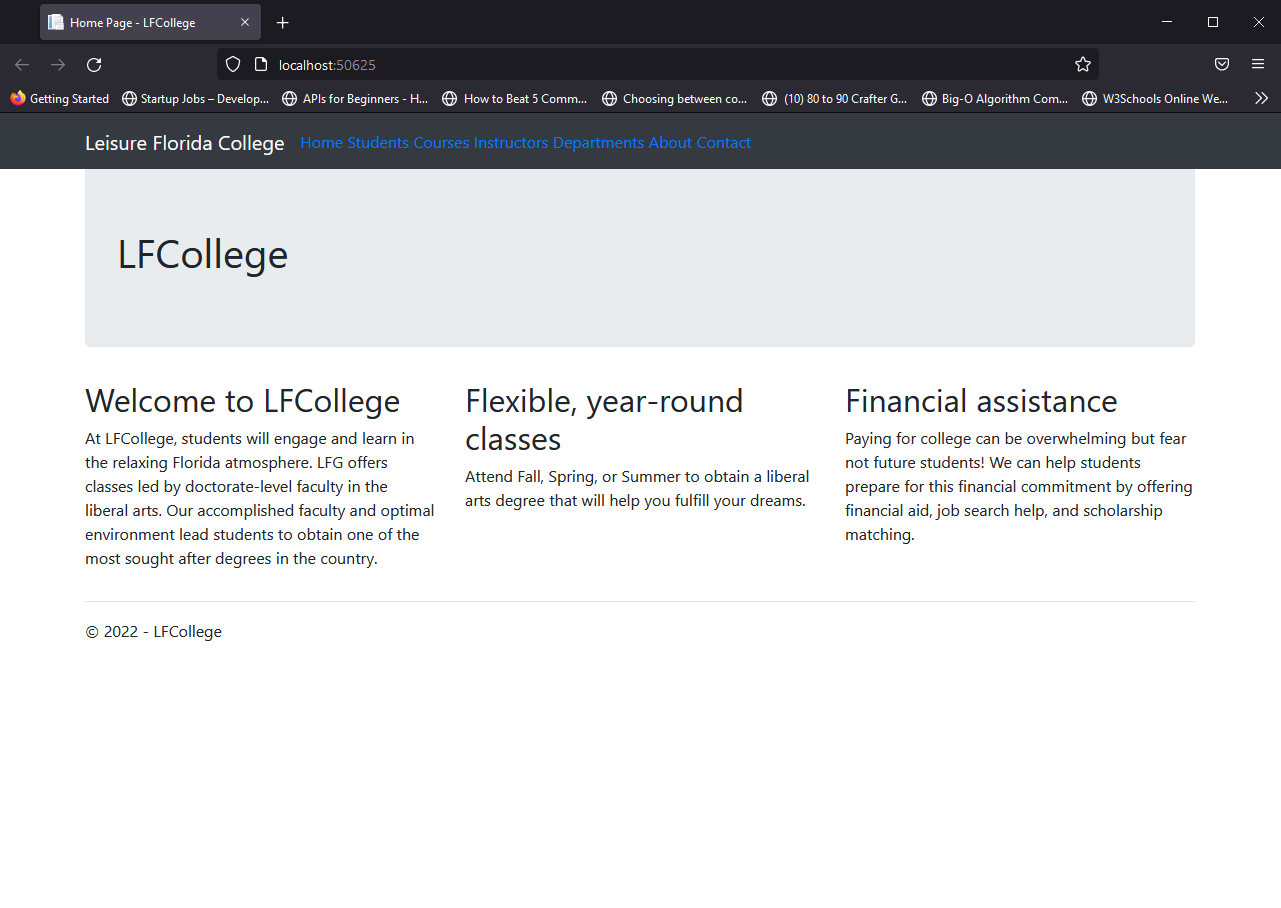 Home Page - LFCollege
localhost:50625
Getting Started Startup Jobs – Develop... APIs for Beginners - H... How to Beat 5 Comm... Choosing between co... (10) 80 to 90 Crafter G... Big-O Algorithm Com... W3Schools Online We...
Leisure Florida College Home Students Courses Instructors Departments About Contact
LFCollege
Welcome to LFCollege
At LFCollege, students will engage and learn in
the relaxing Florida atmosphere. LFG offers
classes led by doctorate-level faculty in the
liberal arts. Our accomplished faculty and optimal
environment lead students to obtain one of the
most sought after degrees in the country.
Flexible, year-round
classes
Attend Fall, Spring, or Summer to obtain a liberal
arts degree that will help you fulfill your dreams.
Financial assistance
Paying for college can be overwhelming but fear
not future students! We can help students
prepare for this financial commitment by offering
financial aid, job search help, and scholarship
matching.
© 2022 - LFCollege